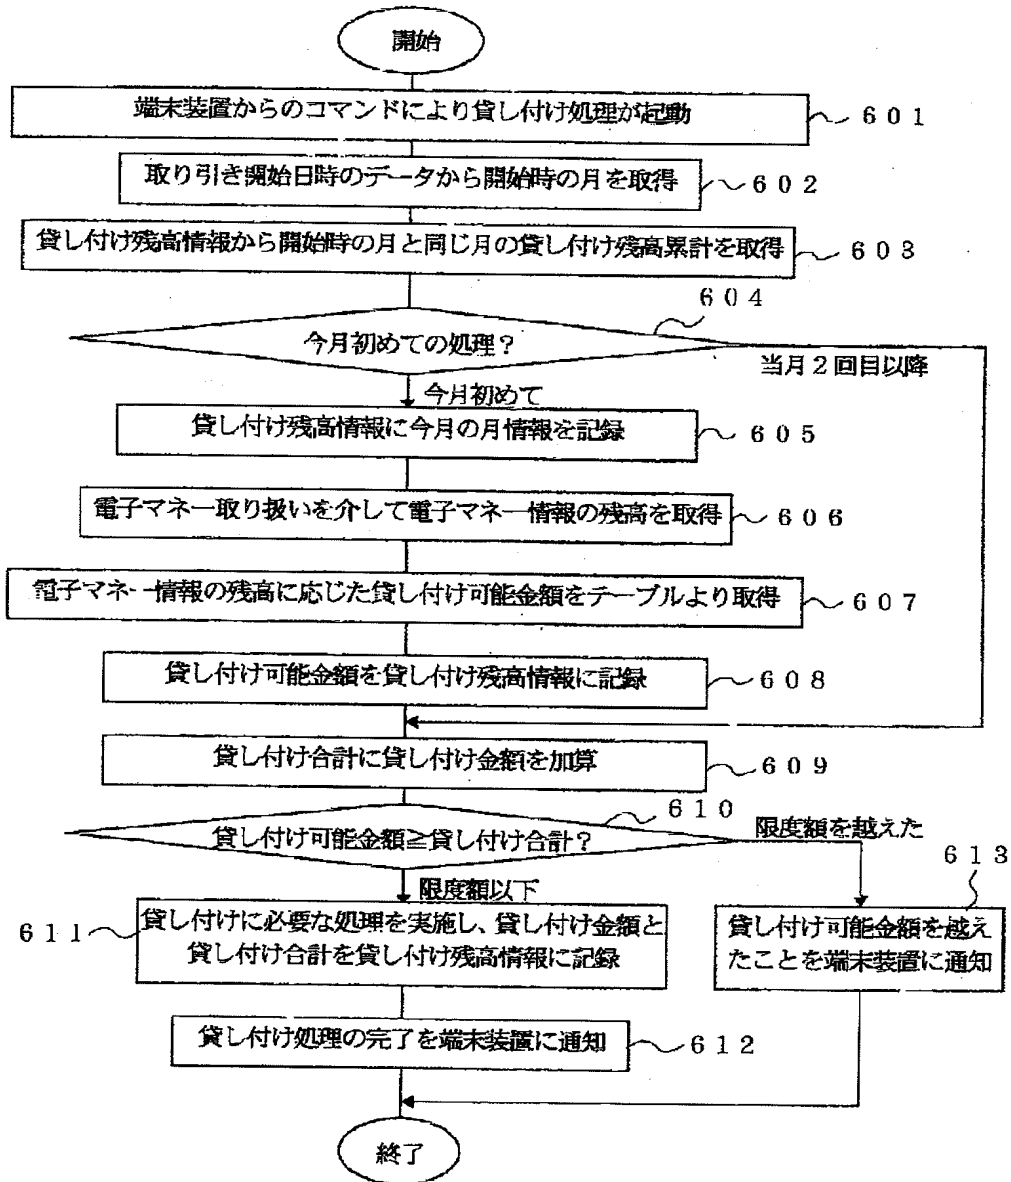 開始
端末装置からのコマンドにより貸し付け処理が起動
601
取り引き開始日時のデータから開始時の月を取得
602
貸し付け残高情報から開始時の月と同じ月の貸し付け残高累計を取得
603
604
今月初めての処理？
当月２回目以降
今月初めて
貸し付け残高情報に今月の月情報を記録
605
電子マネー取り扱いを介して電子マネー情報の残高を取得
606
電子マネー情報の残高に応じた貸し付け可能金額をテーブルより取得
607
貸し付け可能金額を貸し付け残高情報に記録
608
貸し付け合計に貸し付け金額を加算
609
610
貸し付け可能金額≧貸し付け合計？
限度額を越えた
613
限度額以下
611
貸し付けに必要な処理を実施し、貸し付け金額と
貸し付け合計を貸し付け残高情報に記録
貸し付け可能金額を越え
たことを端末装置に通知
貸し付け処理の完了を端末装置に通知
612
終了